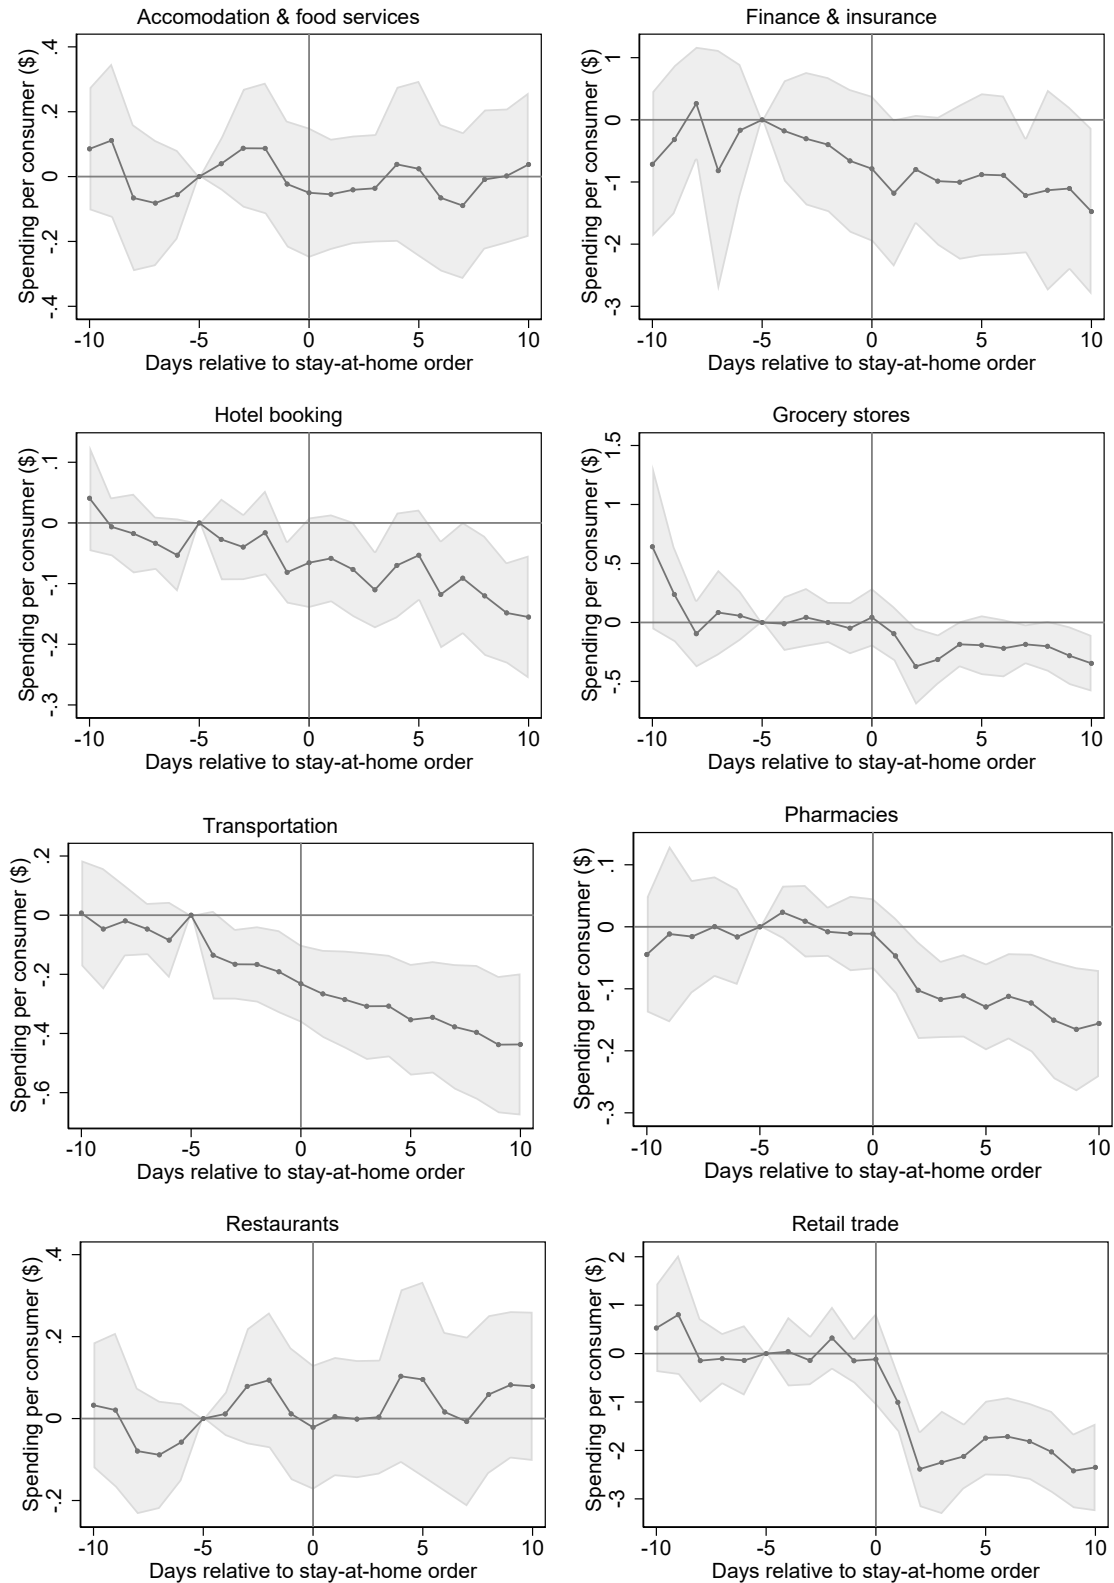 Accomodation & food services
Spending per consumer ($)
.4
.2
0
-.2
-.4
-10 -5 0 5 10
Days relative to stay-at-home order
Finance & insurance
Spending per consumer ($)
1
0
-1
-2
-3
-10 -5 0 5 10
Days relative to stay-at-home order
Hotel booking
Spending per consumer ($)
.1
0
-.1
-.2
-.3
-10 -5 0 5 10
Days relative to stay-at-home order
Grocery stores
Spending per consumer ($)
1.5
1
.5
0
-.5
-10 -5 0 5 10
Days relative to stay-at-home order
Transportation
Spending per consumer ($)
.2
0
-.2
-.4
-.6
-10 -5 0 5 10
Days relative to stay-at-home order
Pharmacies
Spending per consumer ($)
.1
0
-.1
-.2
-.3
-10 -5 0 5 10
Days relative to stay-at-home order
Restaurants
Spending per consumer ($)
.4
.2
0
-.2
-10 -5 0 5 10
Days relative to stay-at-home order
Retail trade
Spending per consumer ($)
2
1
0
-1
-2
-3
-10 -5 0 5 10
Days relative to stay-at-home order